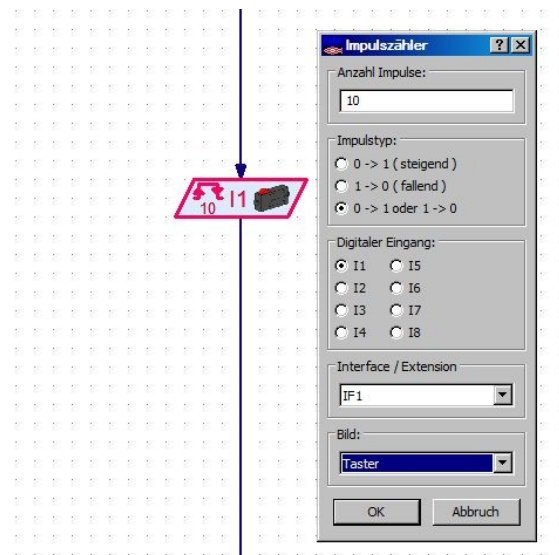 Impulszähler
Anzahl Impulse:
10
Impulstyp:
0 -> 1 ( steigend )
1 -> 0 ( fallend )
0 -> 1 oder 1 -> 0
10 I1
Digitaler Eingang:
I1 I5
I2 I6
I3 I7
I4 I8
Interface / Extension
IF1
Bild:
Taster
OK Abbruch